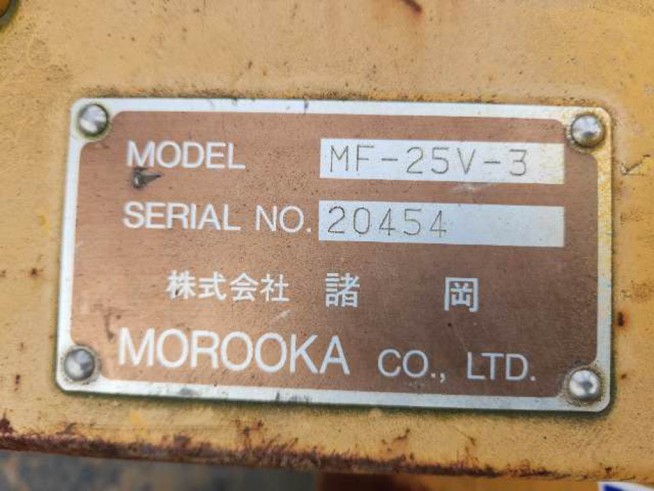 MODEL MF-25V-3
SERIAL NO. 20454
株式会社 諸 岡
MOROOKA CO., LTD.